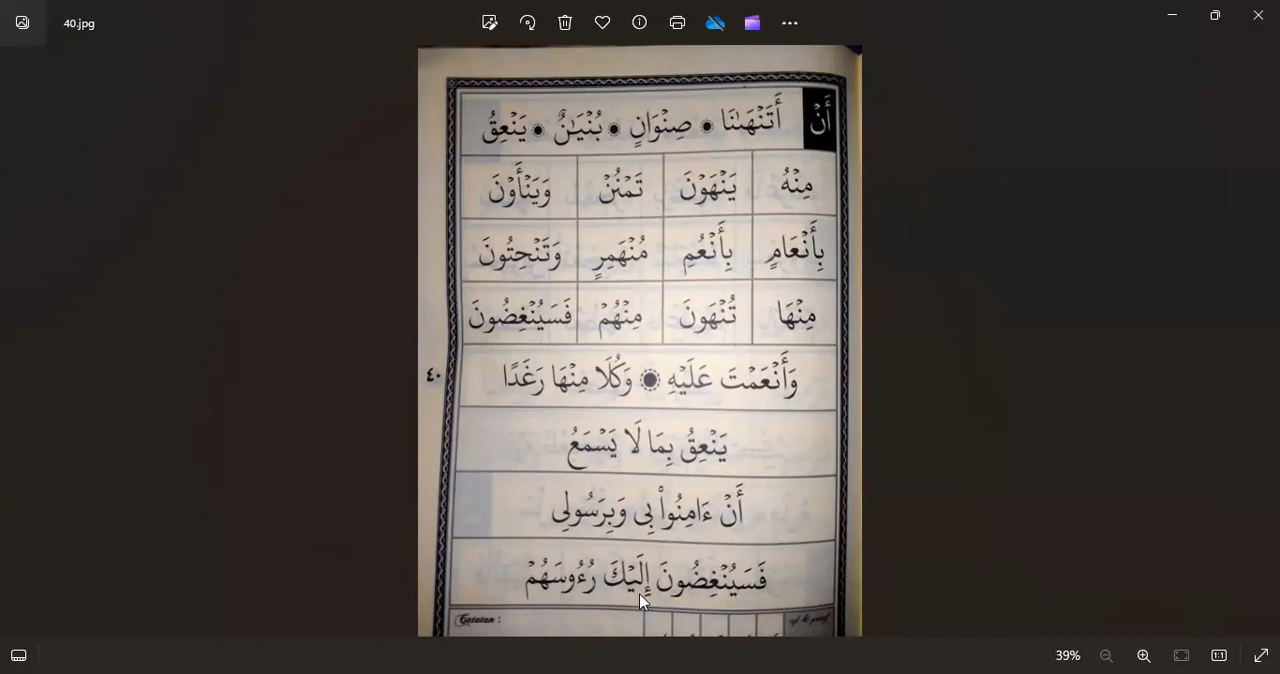 40.jpg
أَنْ أَتَنْهَىٰنَا صِنْوَانٍ بُنْيَـٰنٌ يَنْعِقُ
مِنْهُ يَنْهَوْنَ تَمْنُنْ وَيَنْأَوْنَ
بِأَنْعَامٍ بِأَنْعُمِ مُنْهَمِرٍ وَتَنْحِتُونَ
مِنْهَا تُنْهَوْنَ مِنْهُمْ فَسَيُنْغِضُونَ
وَأَنْعَمْتَ عَلَيْهِ وَكُلَا مِنْهَا رَغَدًا
٤٠
يَنْعِقُ بِمَا لَا يَسْمَعُ
أَنْ ءَامِنُوا۟ بِى وَبِرَسُولِى
فَسَيُنْغِضُونَ إِلَيْكَ رُءُوسَهُمْ
Catatan :
39%